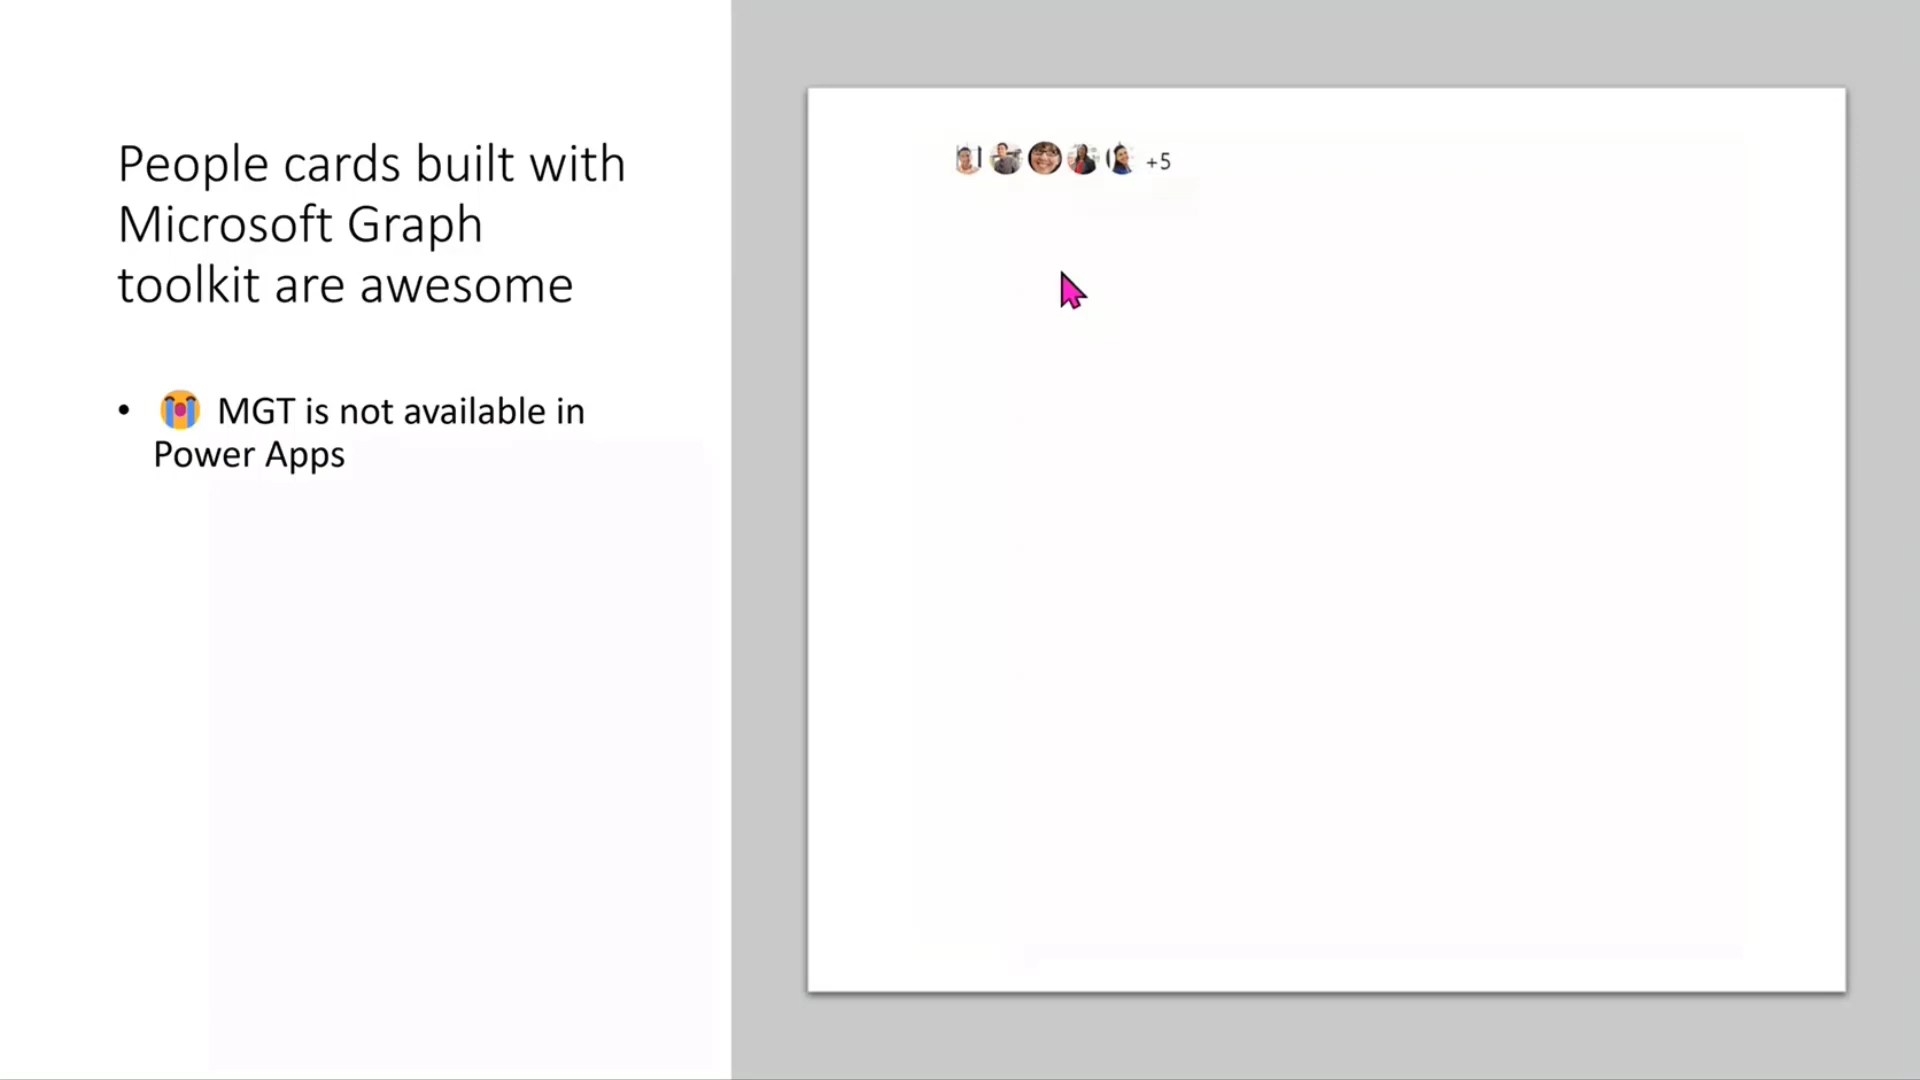 People cards built with
Microsoft Graph
toolkit are awesome
• 😭 MGT is not available in
Power Apps
+5